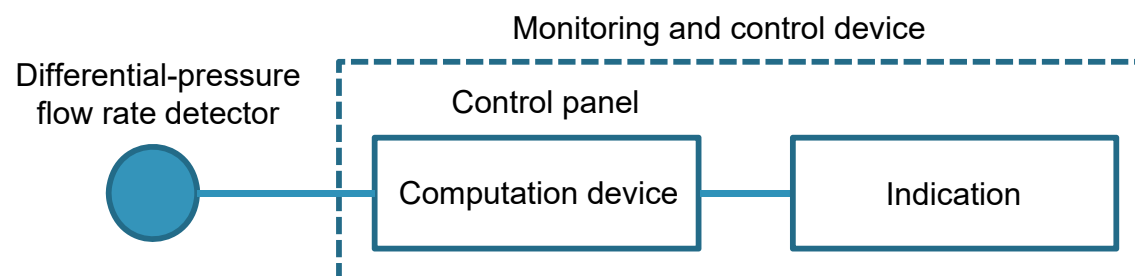 Monitoring and control device
Differential-pressure
flow rate detector
Control panel
Computation device
Indication